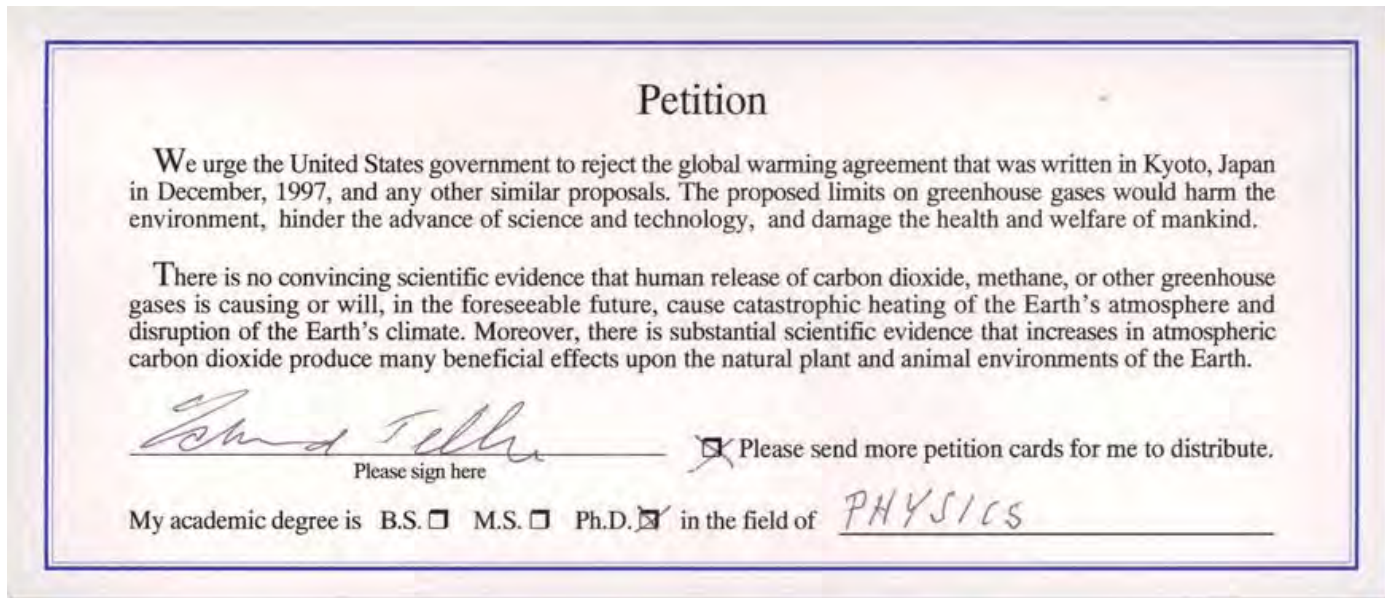 Petition
We urge the United States government to reject the global warming agreement that was written in Kyoto, Japan
in December, 1997, and any other similar proposals. The proposed limits on greenhouse gases would harm the
environment, hinder the advance of science and technology, and damage the health and welfare of mankind.
There is no convincing scientific evidence that human release of carbon dioxide, methane, or other greenhouse
gases is causing or will, in the foreseeable future, cause catastrophic heating of the Earth's atmosphere and
disruption of the Earth's climate. Moreover, there is substantial scientific evidence that increases in atmospheric
carbon dioxide produce many beneficial effects upon the natural plant and animal environments of the Earth.
Edward Teller
Please sign here
Please send more petition cards for me to distribute.
My academic degree is B.S. M.S. Ph.D. in the field of PHYSICS